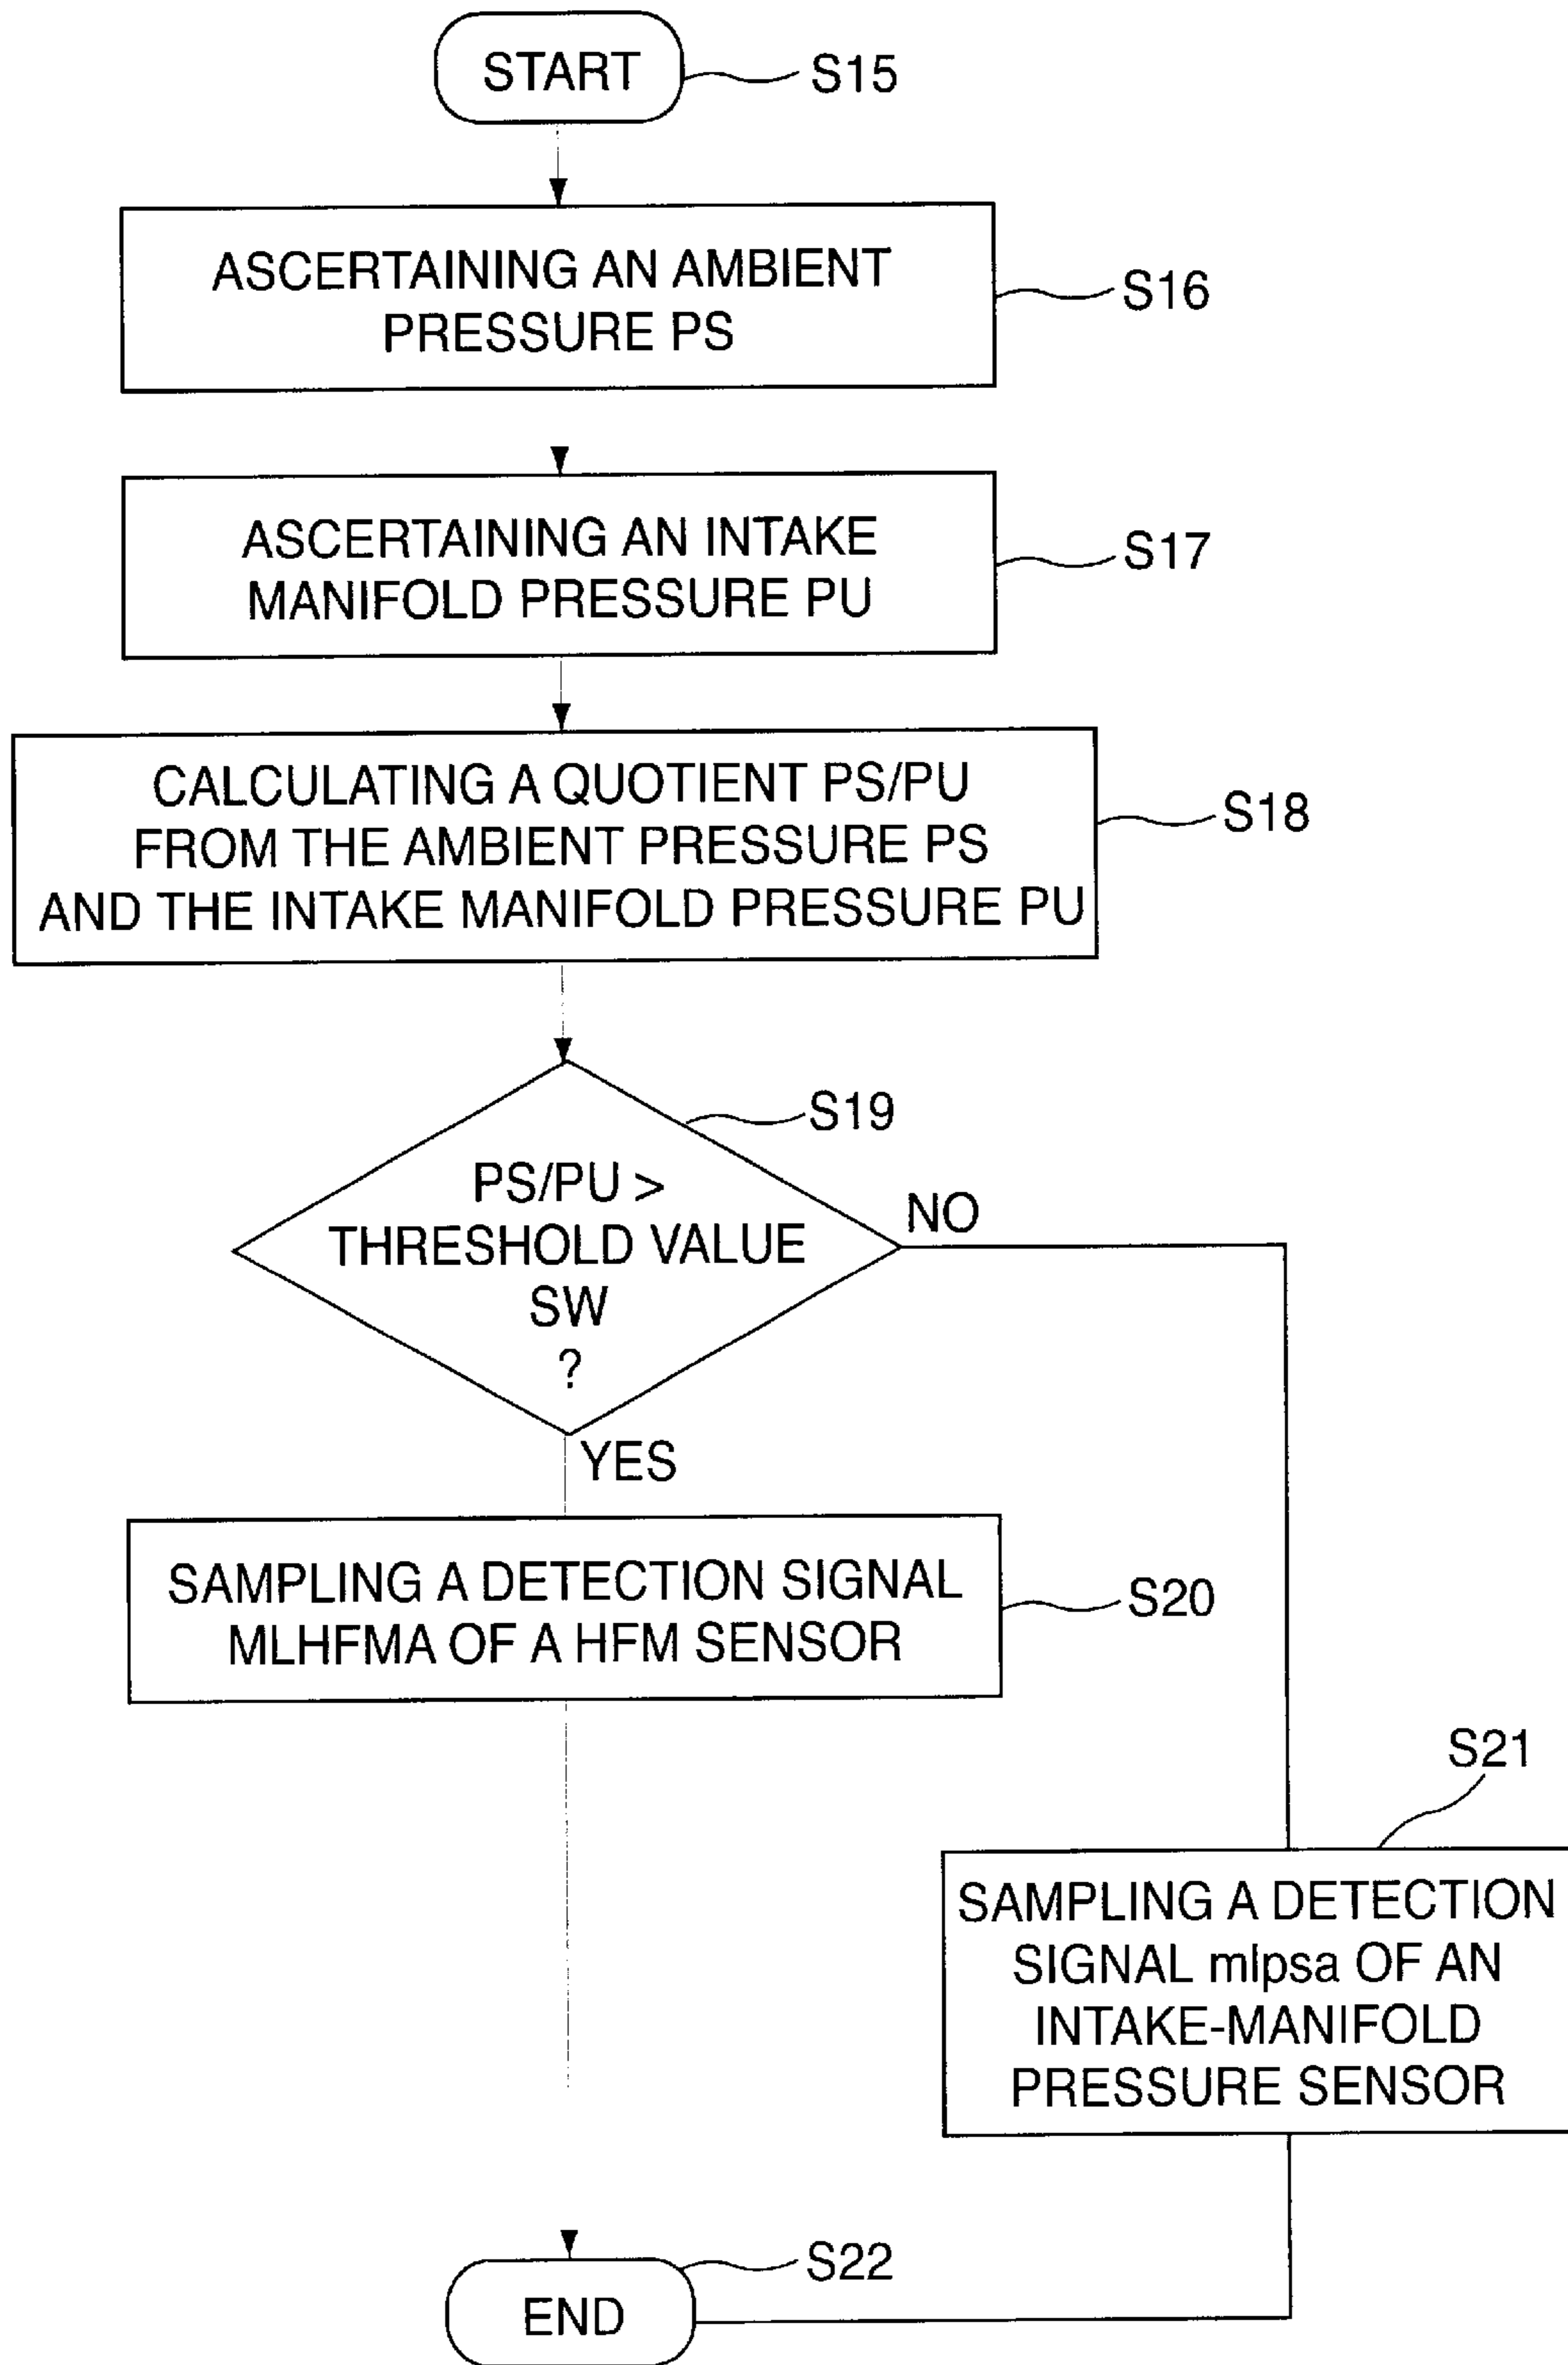 START
S15
ASCERTAINING AN AMBIENT
PRESSURE PS
S16
ASCERTAINING AN INTAKE
MANIFOLD PRESSURE PU
S17
CALCULATING A QUOTIENT PS/PU
FROM THE AMBIENT PRESSURE PS
AND THE INTAKE MANIFOLD PRESSURE PU
S18
S19
PS/PU >
THRESHOLD VALUE
SW
?
NO
YES
SAMPLING A DETECTION SIGNAL
MLHFMA OF A HFM SENSOR
S20
S21
SAMPLING A DETECTION
SIGNAL mlpsa OF AN
INTAKE-MANIFOLD
PRESSURE SENSOR
S22
END